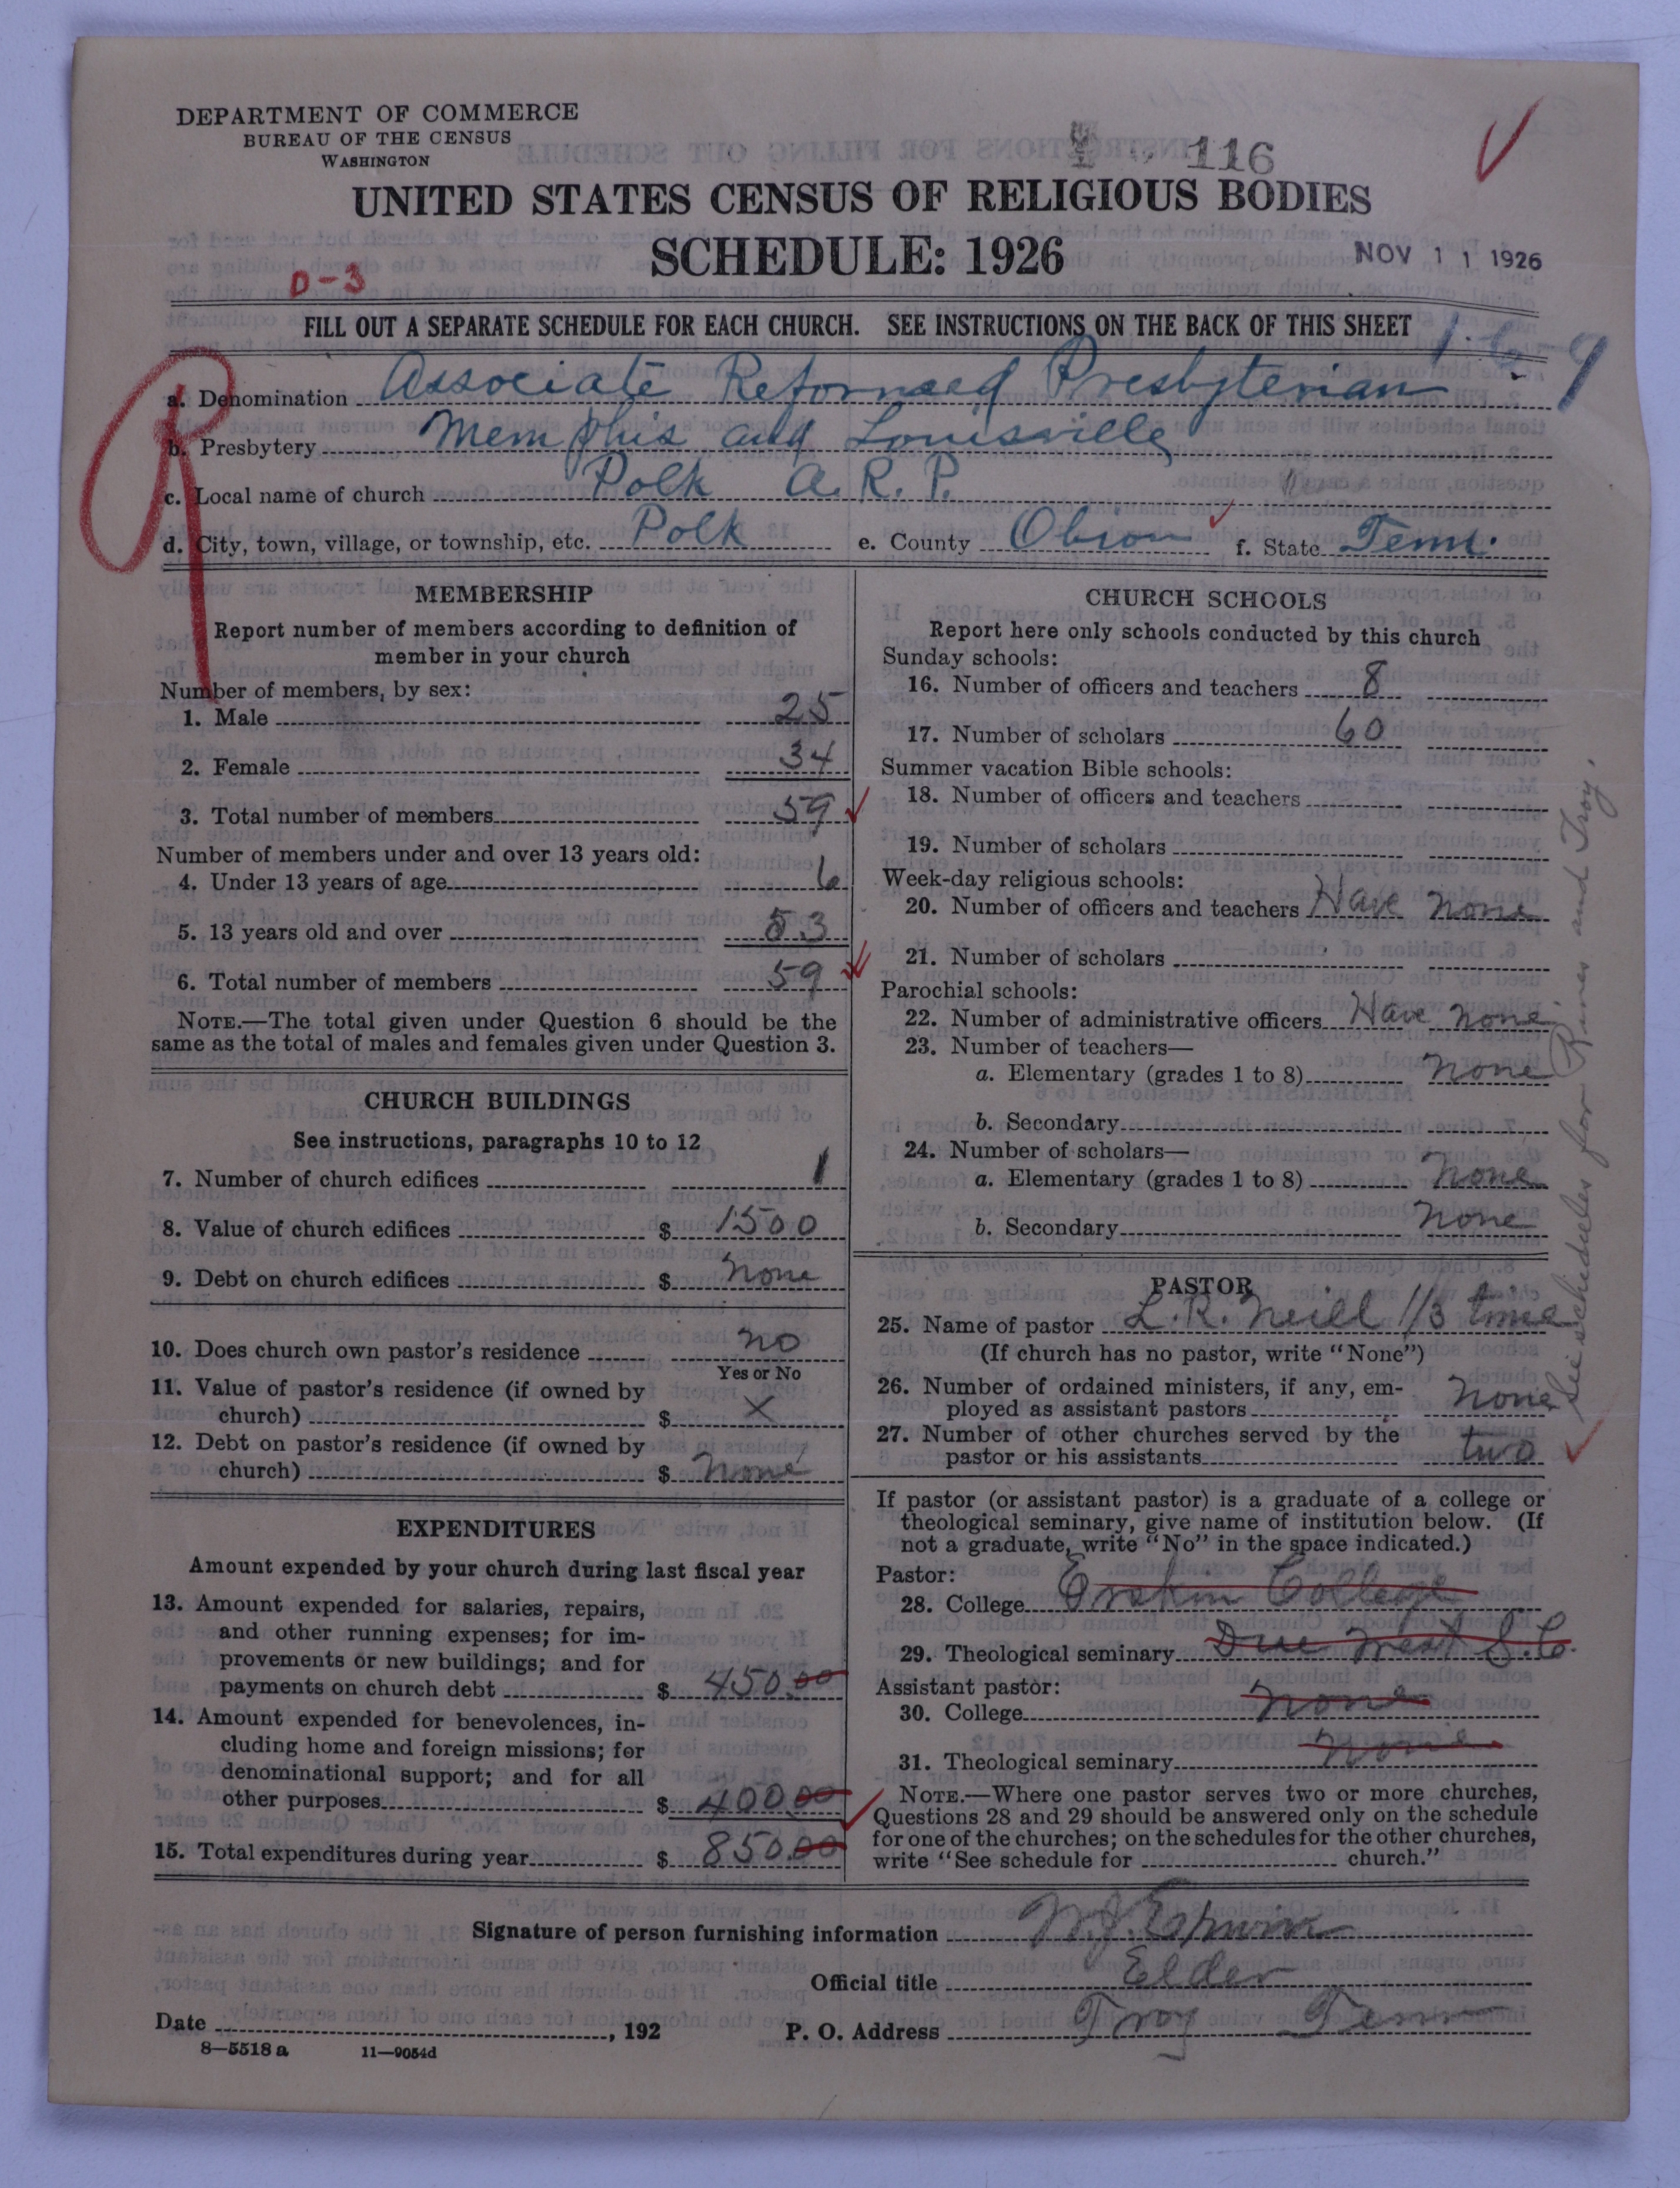 DEPARTMENT OF COMMERCE
BUREAU OF THE CENSUS
WASHINGTON
116
UNITED STATES CENSUS OF RELIGIOUS BODIES
SCHEDULE: 1926
NOV 11 1926
D-3
FILL OUT A SEPARATE SCHEDULE FOR EACH CHURCH. SEE INSTRUCTIONS ON THE BACK OF THIS SHEET
R
a. Denomination Associate Reformed Presbyterian
b. Presbytery Memphis and Louisville
c. Local name of church Polk A. R. P.
d. City, town, village, or township, etc. Polk e. County Obion f. State Tenn.
MEMBERSHIP
Report number of members according to definition of
member in your church
Number of members, by sex:
1. Male 25
2. Female 34
3. Total number of members 59
Number of members under and over 13 years old:
4. Under 13 years of age 6
5. 13 years old and over 53
6. Total number of members 59
NOTE.—The total given under Question 6 should be the
same as the total of males and females given under Question 3.
CHURCH BUILDINGS
See instructions, paragraphs 10 to 12
7. Number of church edifices 1
8. Value of church edifices $ 1500
9. Debt on church edifices $ None
10. Does church own pastor's residence no
Yes or No
11. Value of pastor's residence (if owned by
church) $ X
12. Debt on pastor's residence (if owned by
church) $ None
EXPENDITURES
Amount expended by your church during last fiscal year
13. Amount expended for salaries, repairs,
and other running expenses; for im-
provements or new buildings; and for
payments on church debt $ 450.00
14. Amount expended for benevolences, in-
cluding home and foreign missions; for
denominational support; and for all
other purposes $ 400.00
15. Total expenditures during year $ 850.00
CHURCH SCHOOLS
Report here only schools conducted by this church
Sunday schools:
16. Number of officers and teachers 8
17. Number of scholars 60
Summer vacation Bible schools:
18. Number of officers and teachers
19. Number of scholars
Week-day religious schools:
20. Number of officers and teachers Have none
21. Number of scholars
Parochial schools:
22. Number of administrative officers Have none
23. Number of teachers—
a. Elementary (grades 1 to 8) none
b. Secondary
24. Number of scholars—
a. Elementary (grades 1 to 8) None
b. Secondary None
PASTOR
25. Name of pastor L. R. Neill 1/3 time
(If church has no pastor, write "None")
26. Number of ordained ministers, if any, em-
ployed as assistant pastors None
27. Number of other churches served by the
pastor or his assistants two
If pastor (or assistant pastor) is a graduate of a college or
theological seminary, give name of institution below. (If
not a graduate, write "No" in the space indicated.)
Pastor:
28. College Erskin College
29. Theological seminary Due West S. C.
Assistant pastor:
30. College None
31. Theological seminary None
NOTE.—Where one pastor serves two or more churches,
Questions 28 and 29 should be answered only on the schedule
for one of the churches; on the schedules for the other churches,
write "See schedule for church."
See schedules for Rives and Troy.
Signature of person furnishing information
Official title Elder
Date , 192 P. O. Address Troy Tenn
8—5518 a 11—9054d